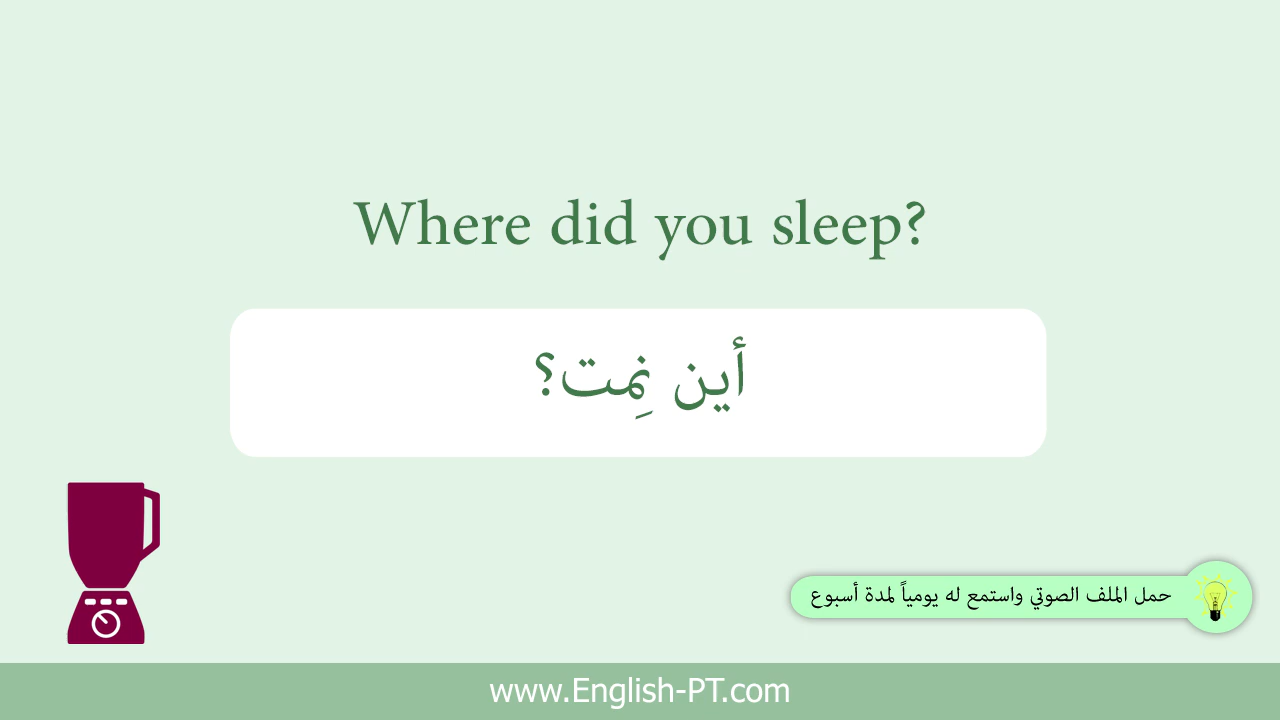 Where did you sleep?
أين نِمت؟
حمل الملف الصوتي واستمع له يومياً لمدة أسبوع
www.English-PT.com